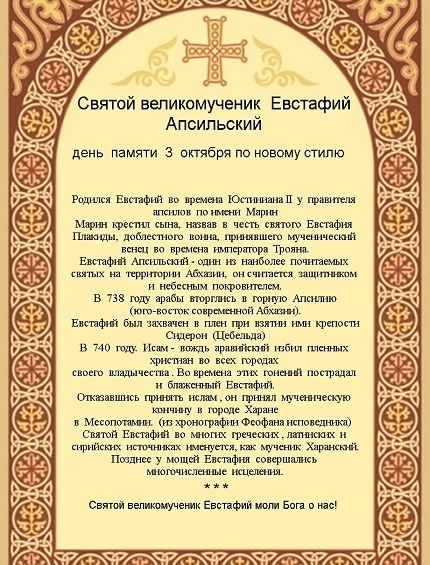 Святой великомученик Евстафий
Апсильский
день памяти 3 октября по новому стилю
Родился Евстафий во времена Юстиниана II у правителя
апсилов по имени Марин
Марин крестил сына, назвав в честь святого Евстафия
Плакиды, доблестного воина, принявшего мученический
венец во времена императора Трояна.
Евстафий Апсильский - один из наиболее почитаемых
святых на территории Абхазии, он считается защитником
и небесным покровителем.
В 738 году арабы вторглись в горную Апсилию
(юго-восток современной Абхазии).
Евстафий был захвачен в плен при взятии ими крепости
Сидерон (Цебельда)
В 740 году. Исам - вождь аравийский избил пленных
христиан во всех городах
своего владычества. Во времена этих гонений пострадал
и блаженный Евстафий.
Отказавшись принять ислам, он принял мученическую
кончину в городе Харане
в Месопотамии. (из хронографии Феофана исповедника)
Святой Евстафий во многих греческих, латинских и
сирийских источниках именуется, как мученик Харанский.
Позднее у мощей Евстафия совершались
многочисленные исцеления.
***
Святой великомученик Евстафий моли Бога о нас!